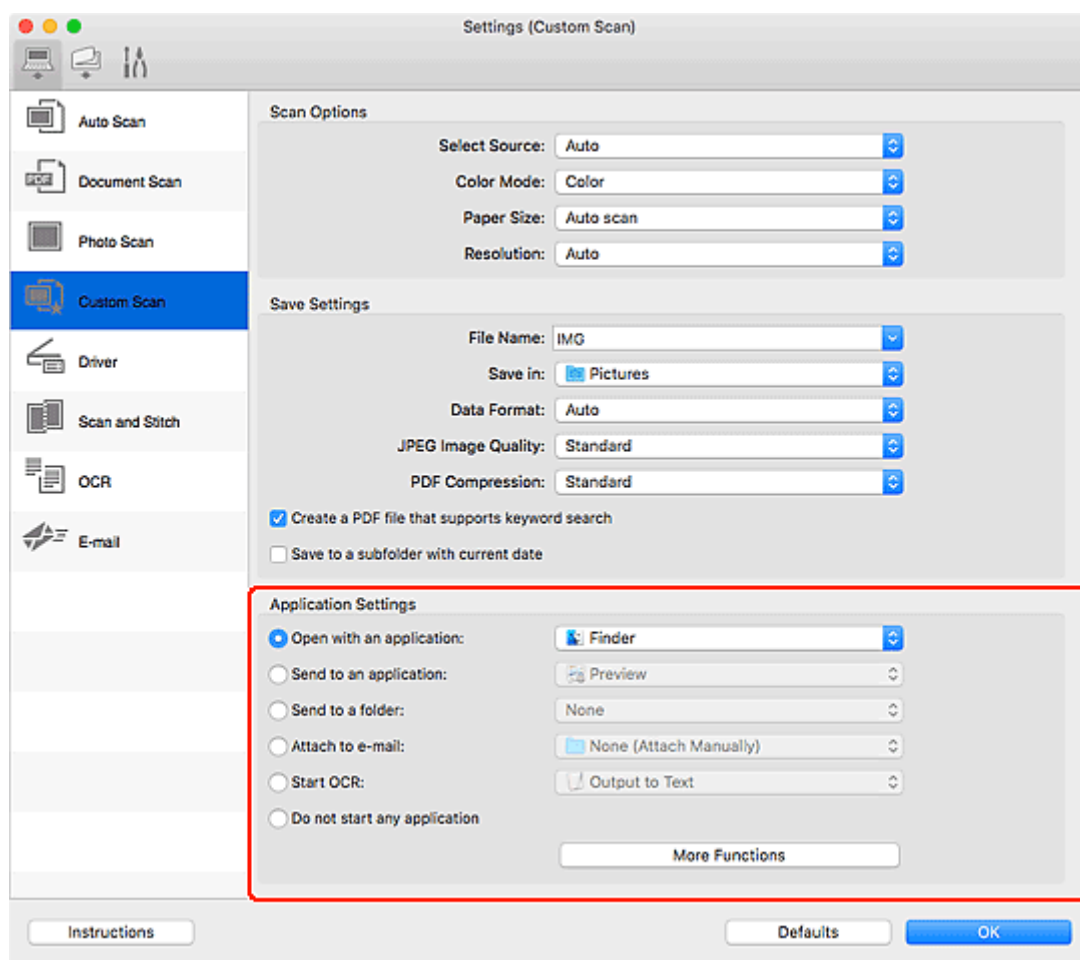 Settings (Custom Scan)
Auto Scan
Document Scan
Photo Scan
Custom Scan
Driver
Scan and Stitch
OCR
E-mail
Scan Options
Select Source: Auto
Color Mode: Color
Paper Size: Auto scan
Resolution: Auto
Save Settings
File Name: IMG
Save in: Pictures
Data Format: Auto
JPEG Image Quality: Standard
PDF Compression: Standard
Create a PDF file that supports keyword search
Save to a subfolder with current date
Application Settings
Open with an application: Finder
Send to an application: Preview
Send to a folder: None
Attach to e-mail: None (Attach Manually)
Start OCR: Output to Text
Do not start any application
More Functions
Instructions Defaults OK